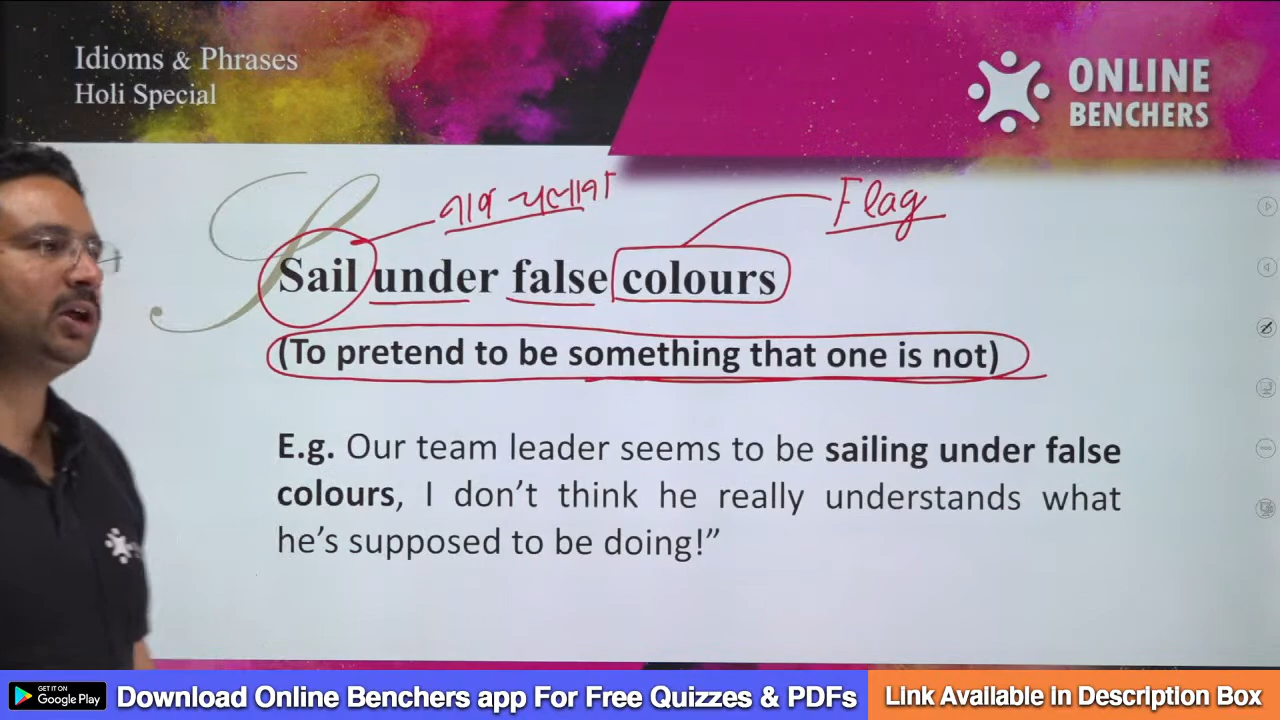 Idioms & Phrases
Holi Special
ONLINE
BENCHERS
नाव चलाना
Flag
Sail under false colours
(To pretend to be something that one is not)
E.g. Our team leader seems to be sailing under false
colours, I don't think he really understands what
he's supposed to be doing!"
GET IT ON
Google Play
Download Online Benchers app For Free Quizzes & PDFs
Link Available In Description Box